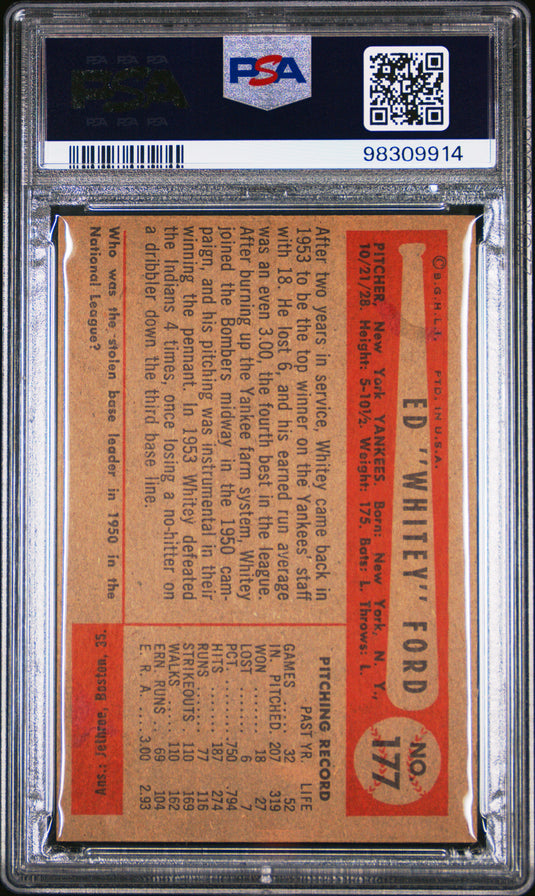 PSA
PSA PSA PSA
PSA
PSA PSA PSA
98309914
©B.G.H.L.I. PTD. IN U.S.A.
ED "WHITEY" FORD
NO.
177
PITCHER, New York YANKEES. Born: New York, N. Y.,
10/21/28. Height: 5-10½. Weight: 175. Bats: L. Throws: L.
After two years in service, Whitey came back in
1953 to be the top winner on the Yankees' staff
with 18. He lost 6, and his earned run average
was an even 3.00, the fourth best in the league.
After burning up the Yankee farm system, Whitey
joined the Bombers midway in the 1950 cam-
paign, and his pitching was instrumental in their
winning the pennant. In 1953 Whitey defeated
the Indians 4 times, once losing a no-hitter on
a dribbler down the third base line.
PITCHING RECORD
PAST YR. LIFE
GAMES ..... 32 52
IN. PITCHED 207 319
WON ....... 18 27
LOST ....... 6 7
PCT. ..... .750 .794
HITS ..... 187 274
RUNS ..... 77 116
STRIKEOUTS 110 169
WALKS .... 110 162
ERN RUNS .. 69 104
E. R. A. ... 3.00 2.93
Who was the stolen base leader in 1950 in the
National League?
Ans: Jethroe, Boston,
35.